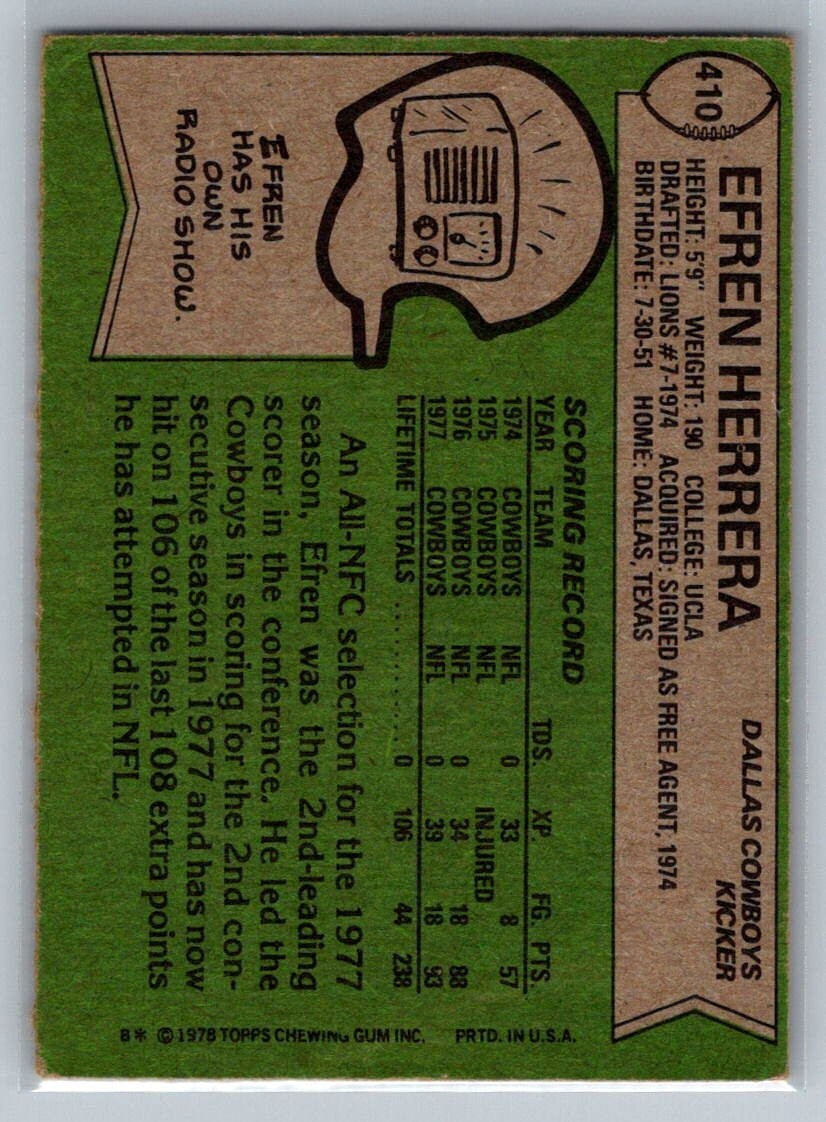 410
EFREN HERRERA
DALLAS COWBOYS
KICKER
HEIGHT: 5'9" WEIGHT: 190 COLLEGE: UCLA
DRAFTED: LIONS #7-1974 ACQUIRED: SIGNED AS FREE AGENT, 1974
BIRTHDATE: 7-30-51 HOME: DALLAS, TEXAS
EFREN
HAS HIS
OWN
RADIO SHOW.
SCORING RECORD
YEAR TEAM TDS. XP. FG. PTS.
1974 COWBOYS NFL 0 33 8 57
1975 COWBOYS NFL INJURED
1976 COWBOYS NFL 0 34 18 88
1977 COWBOYS NFL 0 39 18 93
LIFETIME TOTALS ............ 0 106 44 238
An All-NFC selection for the 1977
season, Efren was the 2nd-leading
scorer in the conference. He led the
Cowboys in scoring for the 2nd con-
secutive season in 1977 and has now
hit on 106 of the last 108 extra points
he has attempted in NFL.
B* © 1978 TOPPS CHEWING GUM INC. PRTD. IN U.S.A.